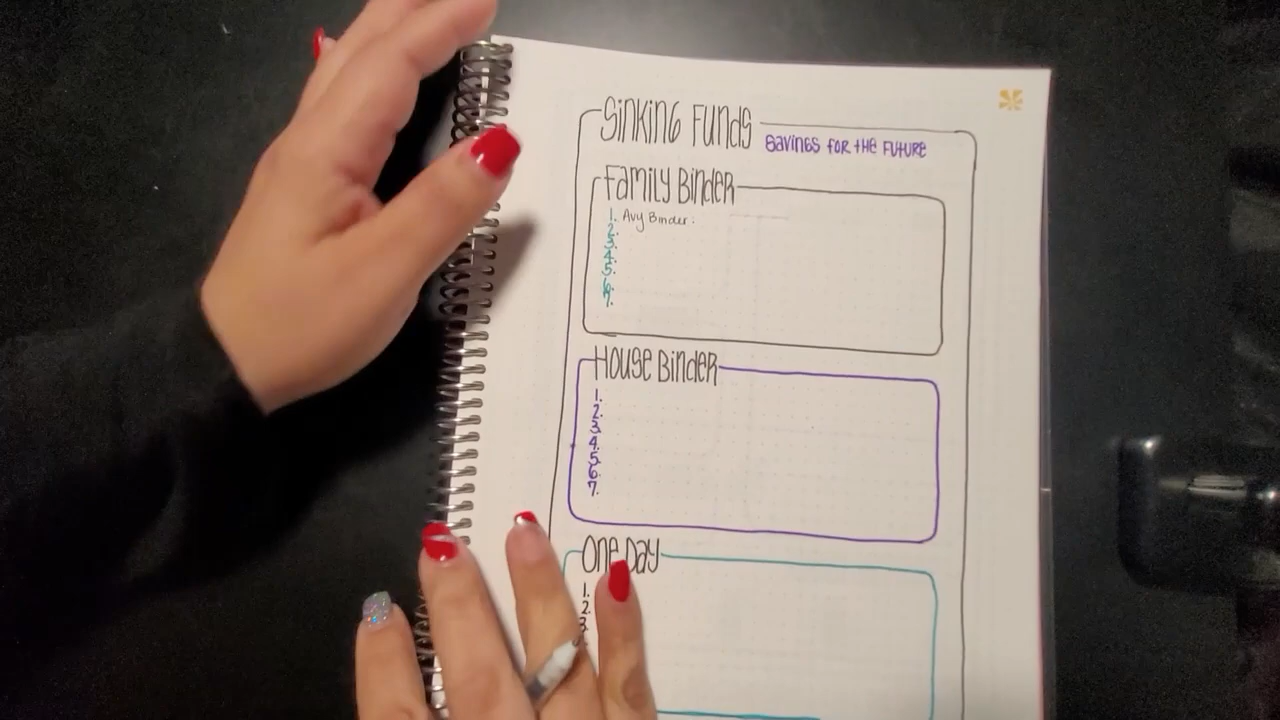 Sinking Funds
Savings for the Future
Family Binder
1. Avy Binder:
2.
3.
4.
5.
6.
7.
House Binder
1.
2.
3.
4.
5.
6.
7.
One Day
1.
2.
3.